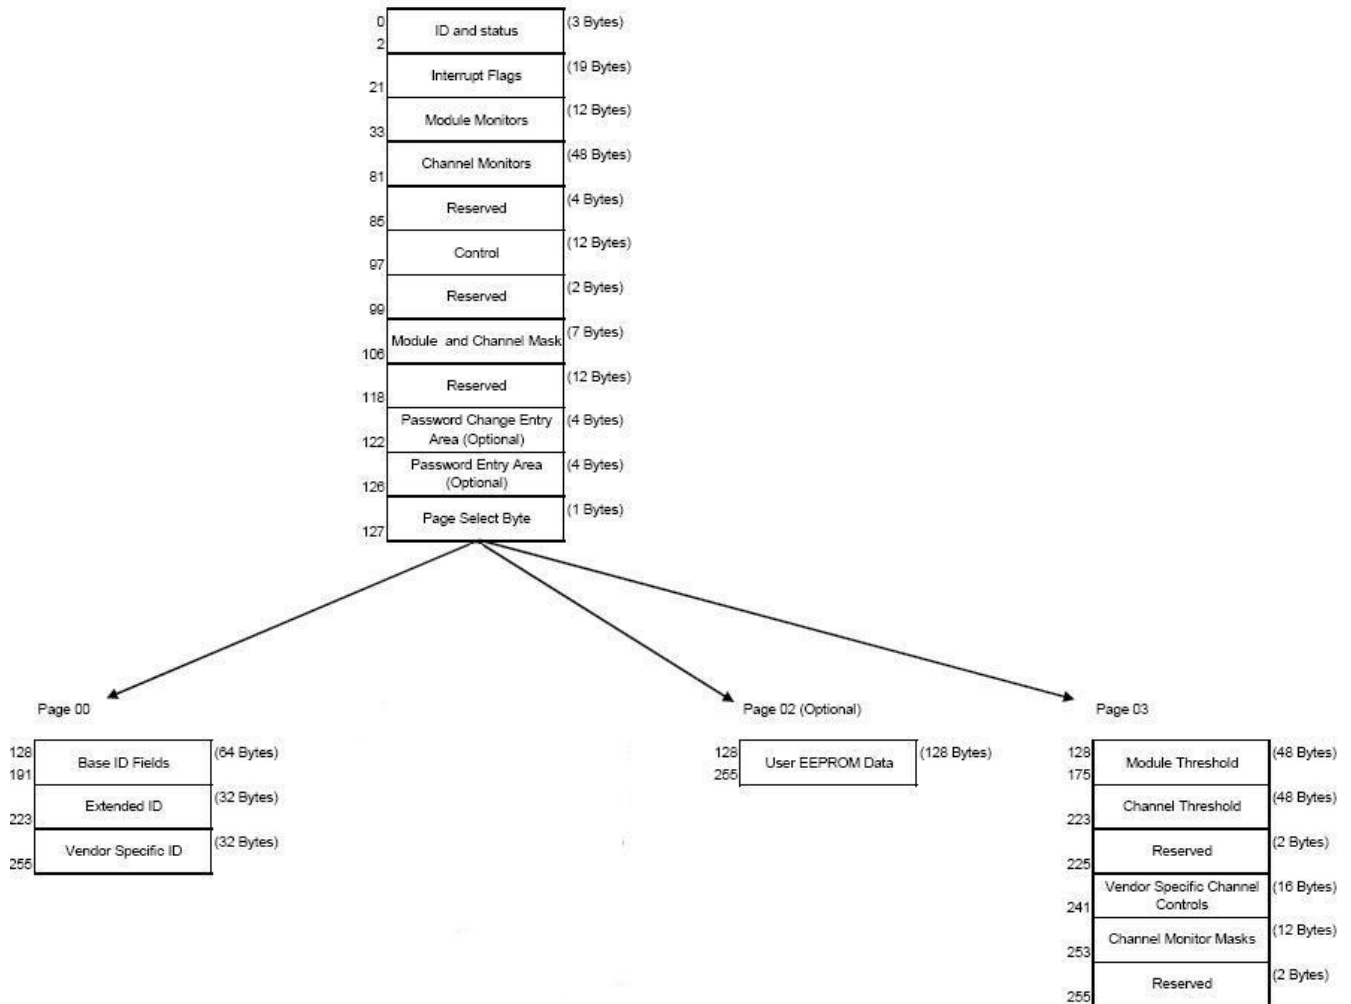 0
ID and status
(3 Bytes)
2
Interrupt Flags
(19 Bytes)
21
Module Monitors
(12 Bytes)
33
Channel Monitors
(48 Bytes)
81
Reserved
(4 Bytes)
85
Control
(12 Bytes)
97
Reserved
(2 Bytes)
99
Module and Channel Mask
(7 Bytes)
106
Reserved
(12 Bytes)
118
Password Change Entry
Area (Optional)
(4 Bytes)
122
Password Entry Area
(Optional)
(4 Bytes)
126
Page Select Byte
(1 Bytes)
127
Page 00
128
Base ID Fields
(64 Bytes)
191
Extended ID
(32 Bytes)
223
Vendor Specific ID
(32 Bytes)
255
Page 02 (Optional)
128
User EEPROM Data
(128 Bytes)
255
Page 03
128
Module Threshold
(48 Bytes)
175
Channel Threshold
(48 Bytes)
223
Reserved
(2 Bytes)
225
Vendor Specific Channel
Controls
(16 Bytes)
241
Channel Monitor Masks
(12 Bytes)
253
Reserved
(2 Bytes)
255